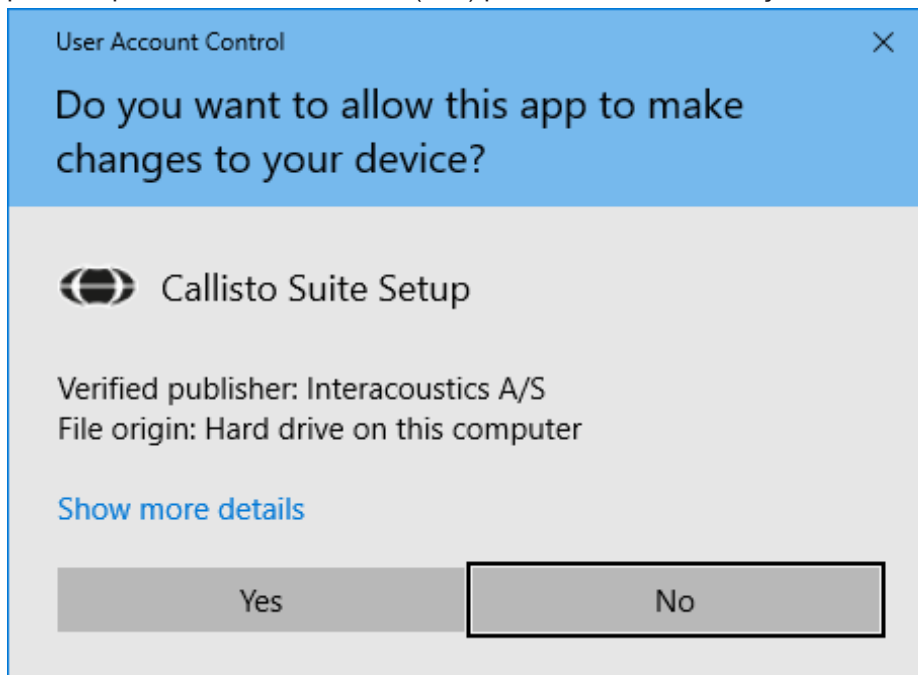 User Account Control
Do you want to allow this app to make
changes to your device?
Callisto Suite Setup
Verified publisher: Interacoustics A/S
File origin: Hard drive on this computer
Show more details
Yes
No